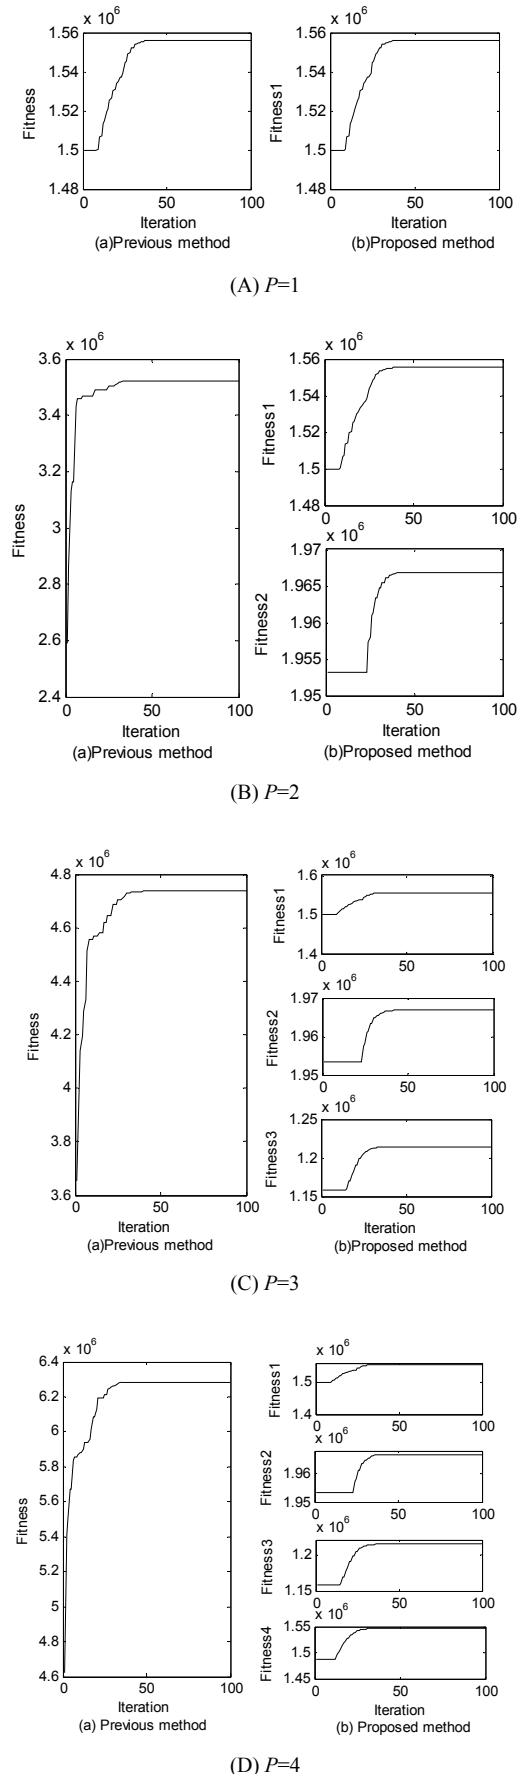 x 10^6
1.56
1.54
1.52
1.5
1.48
0
50
100
Fitness
Iteration
(a)Previous method
x 10^6
1.56
1.54
1.52
1.5
1.48
0
50
100
Fitness1
Iteration
(b)Proposed method
(A) P=1
x 10^6
3.6
3.4
3.2
3
2.8
2.6
2.4
0
50
100
Fitness
Iteration
(a)Previous method
x 10^6
1.56
1.54
1.52
1.5
1.48
0
50
100
Fitness1
x 10^6
1.97
1.965
1.96
1.955
1.95
0
50
100
Fitness2
Iteration
(b)Proposed method
(B) P=2
x 10^6
4.8
4.6
4.4
4.2
4
3.8
3.6
0
50
100
Fitness
Iteration
(a)Previous method
x 10^6
1.6
1.5
1.4
0
50
100
Fitness1
x 10^6
1.97
1.96
1.95
0
50
100
Fitness2
x 10^6
1.25
1.2
1.15
0
50
100
Fitness3
Iteration
(b)Proposed method
(C) P=3
x 10^6
6.4
6.2
6
5.8
5.6
5.4
5.2
5
4.8
4.6
0
50
100
Fitness
Iteration
(a) Previous method
x 10^6
1.5
1.4
0
50
100
Fitness1
x 10^6
1.96
1.95
0
50
100
Fitness2
x 10^6
1.2
1.15
0
50
100
Fitness3
x 10^6
1.55
1.5
1.45
0
50
100
Fitness4
Iteration
(b) Proposed method
(D) P=4